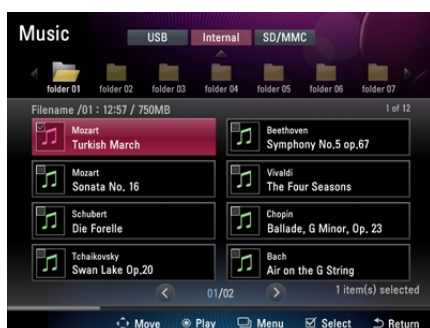 Music
USB Internal SD/MMC
folder 01 folder 02 folder 03 folder 04 folder 05 folder 06 folder 07
Filename /01 : 12:57 / 750MB 1 of 12
Mozart
Turkish March
Beethoven
Symphony No.5 op.67
Mozart
Sonata No. 16
Vivaldi
The Four Seasons
Schubert
Die Forelle
Chopin
Ballade, G Minor, Op. 23
Tchaikovsky
Swan Lake Op.20
Bach
Air on the G String
01/02
1 item(s) selected
Move Play Menu Select Return